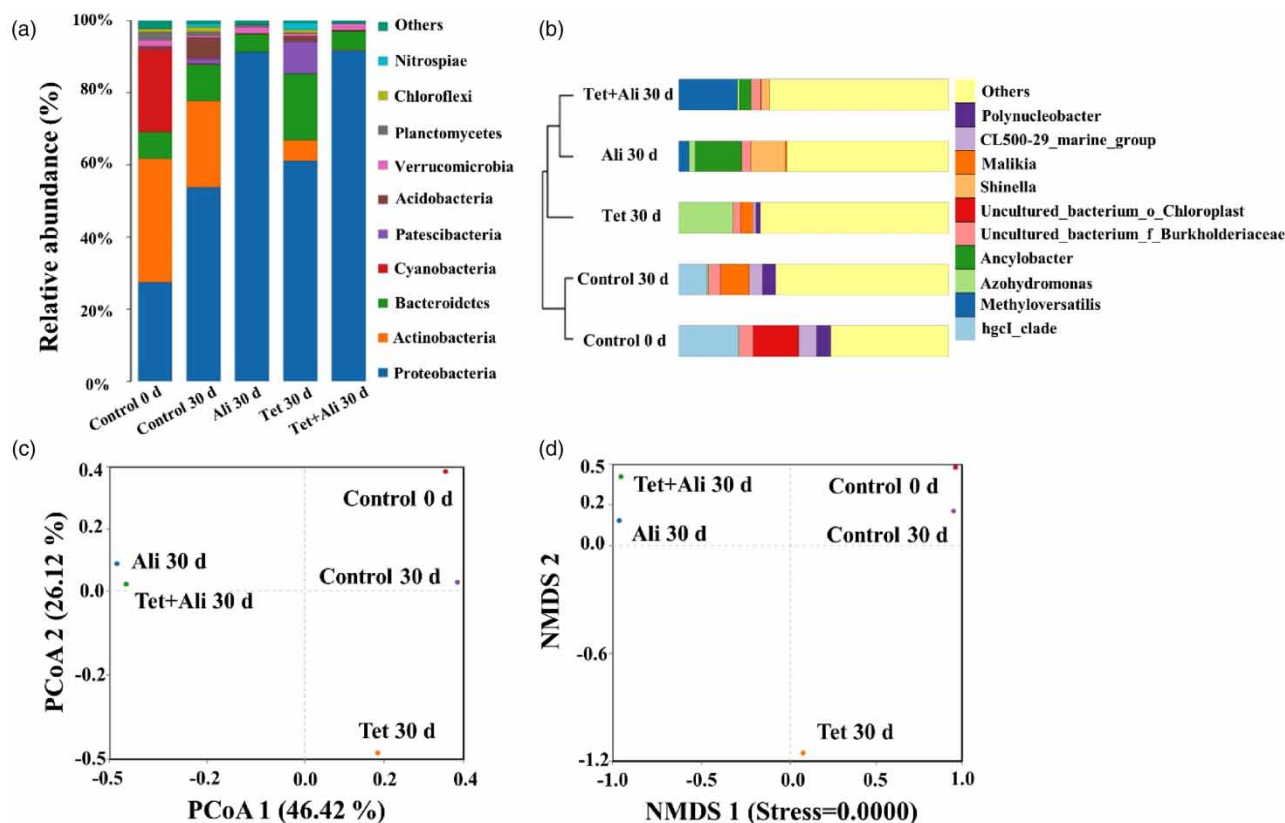 (a)
Relative abundance (%)
100%
80%
60%
40%
20%
0%
Control 0 d
Control 30 d
Ali 30 d
Tet 30 d
Tet+Ali 30 d
Others
Nitrospiae
Chloroflexi
Planctomycetes
Verrucomicrobia
Acidobacteria
Patescibacteria
Cyanobacteria
Bacteroidetes
Actinobacteria
Proteobacteria
(b)
Tet+Ali 30 d
Ali 30 d
Tet 30 d
Control 30 d
Control 0 d
Others
Polynucleobacter
CL500-29_marine_group
Malikia
Shinella
Uncultured_bacterium_o_Chloroplast
Uncultured_bacterium_f_Burkholderiaceae
Ancylobacter
Azohydromonas
Methyloversatilis
hgcI_clade
(c)
PCoA 2 (26.12 %)
0.4
0.2
0.0
-0.2
-0.5
Control 0 d
Ali 30 d
Control 30 d
Tet+Ali 30 d
Tet 30 d
-0.5
-0.2
0.0
0.2
0.4
PCoA 1 (46.42 %)
(d)
NMDS 2
0.5
0.2
0.0
-0.6
-1.2
Tet+Ali 30 d
Control 0 d
Ali 30 d
Control 30 d
Tet 30 d
-1.0
-0.5
0.0
0.5
1.0
NMDS 1 (Stress=0.0000)